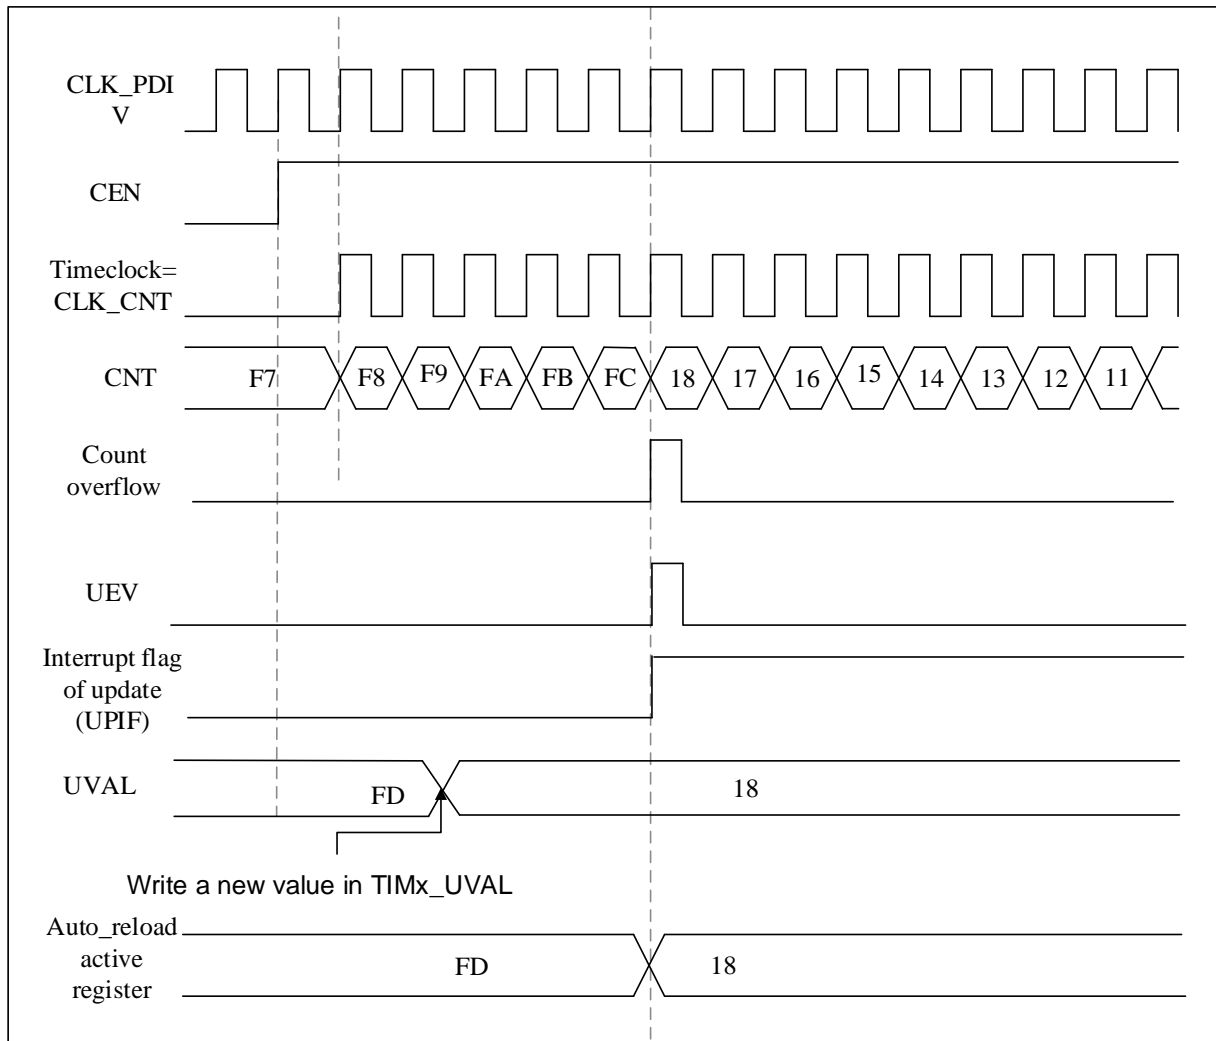 CLK_PDI
V
CEN
Timeclock=
CLK_CNT
CNT
F7 F8 F9 FA FB FC 18 17 16 15 14 13 12 11
Count
overflow
UEV
Interrupt flag
of update
(UPIF)
UVAL
FD 18
Write a new value in TIMx_UVAL
Auto_reload
active
register
FD 18